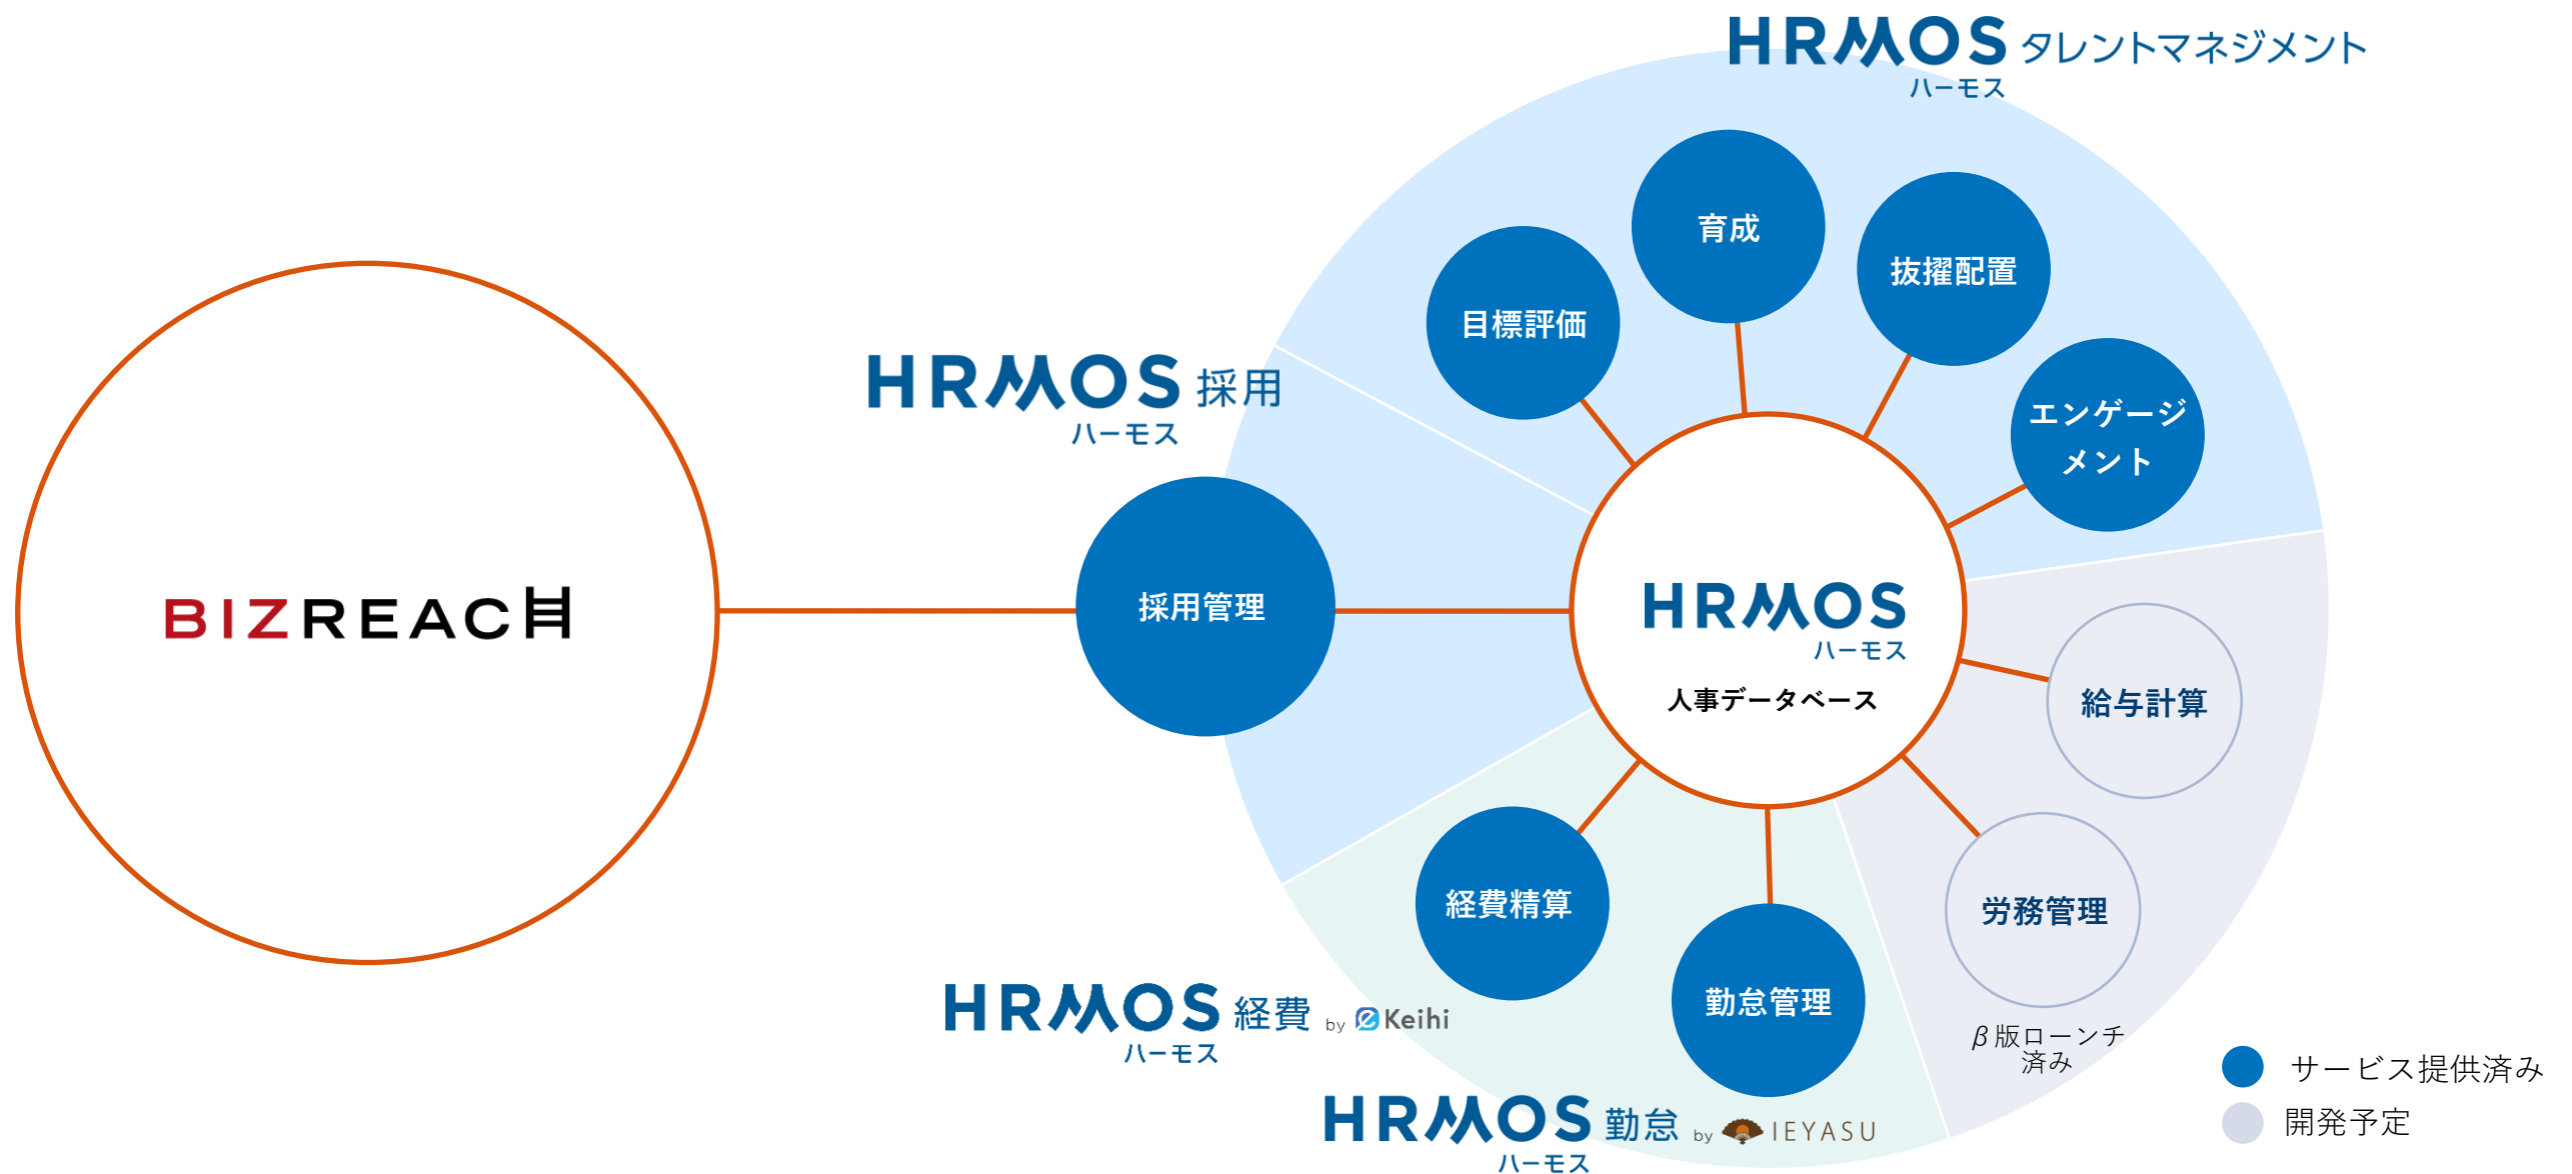 HRMOS タレントマネジメント
ハーモス
育成
抜擢配置
目標評価
エンゲージ
メント
HRMOS 採用
ハーモス
採用管理
BIZREACH
HRMOS
ハーモス
人事データベース
給与計算
労務管理
β版ローンチ
済み
経費精算
勤怠管理
HRMOS 経費 by eKeihi
ハーモス
HRMOS 勤怠 by IEYASU
ハーモス
サービス提供済み
開発予定